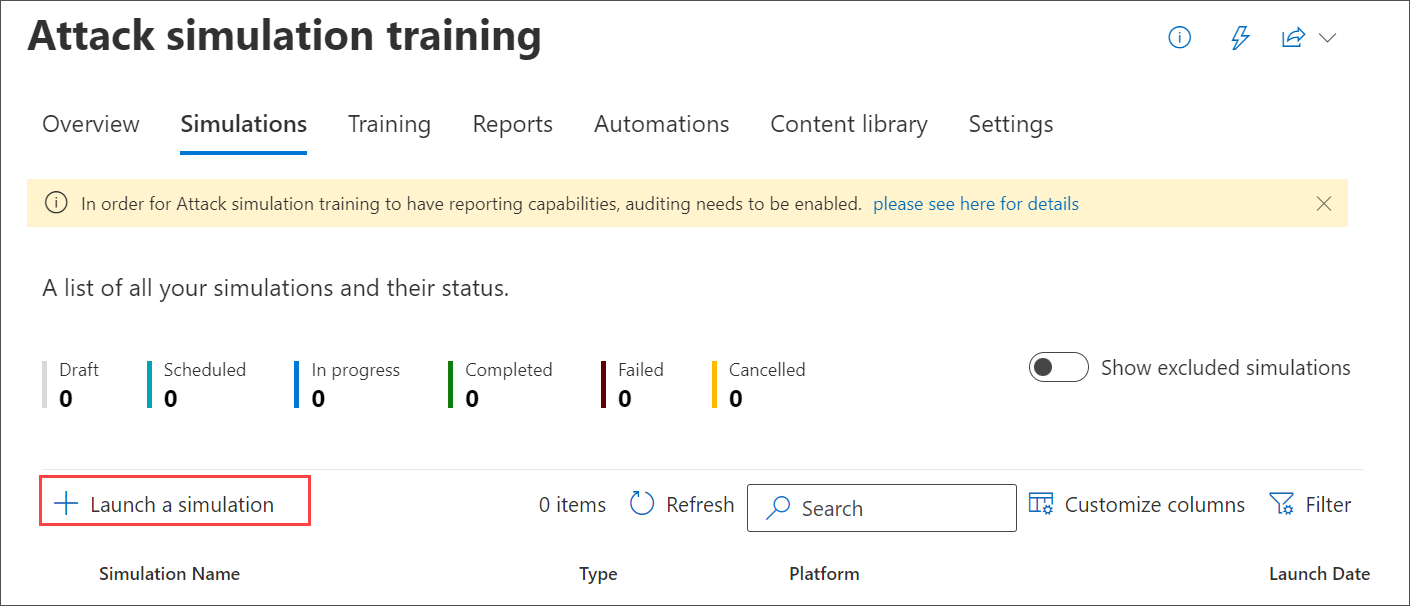 Attack simulation training
Overview Simulations Training Reports Automations Content library Settings
In order for Attack simulation training to have reporting capabilities, auditing needs to be enabled. please see here for details
A list of all your simulations and their status.
Draft Scheduled In progress Completed Failed Cancelled
0 0 0 0 0 0
Show excluded simulations
Launch a simulation 0 items Refresh Search Customize columns Filter
Simulation Name Type Platform Launch Date